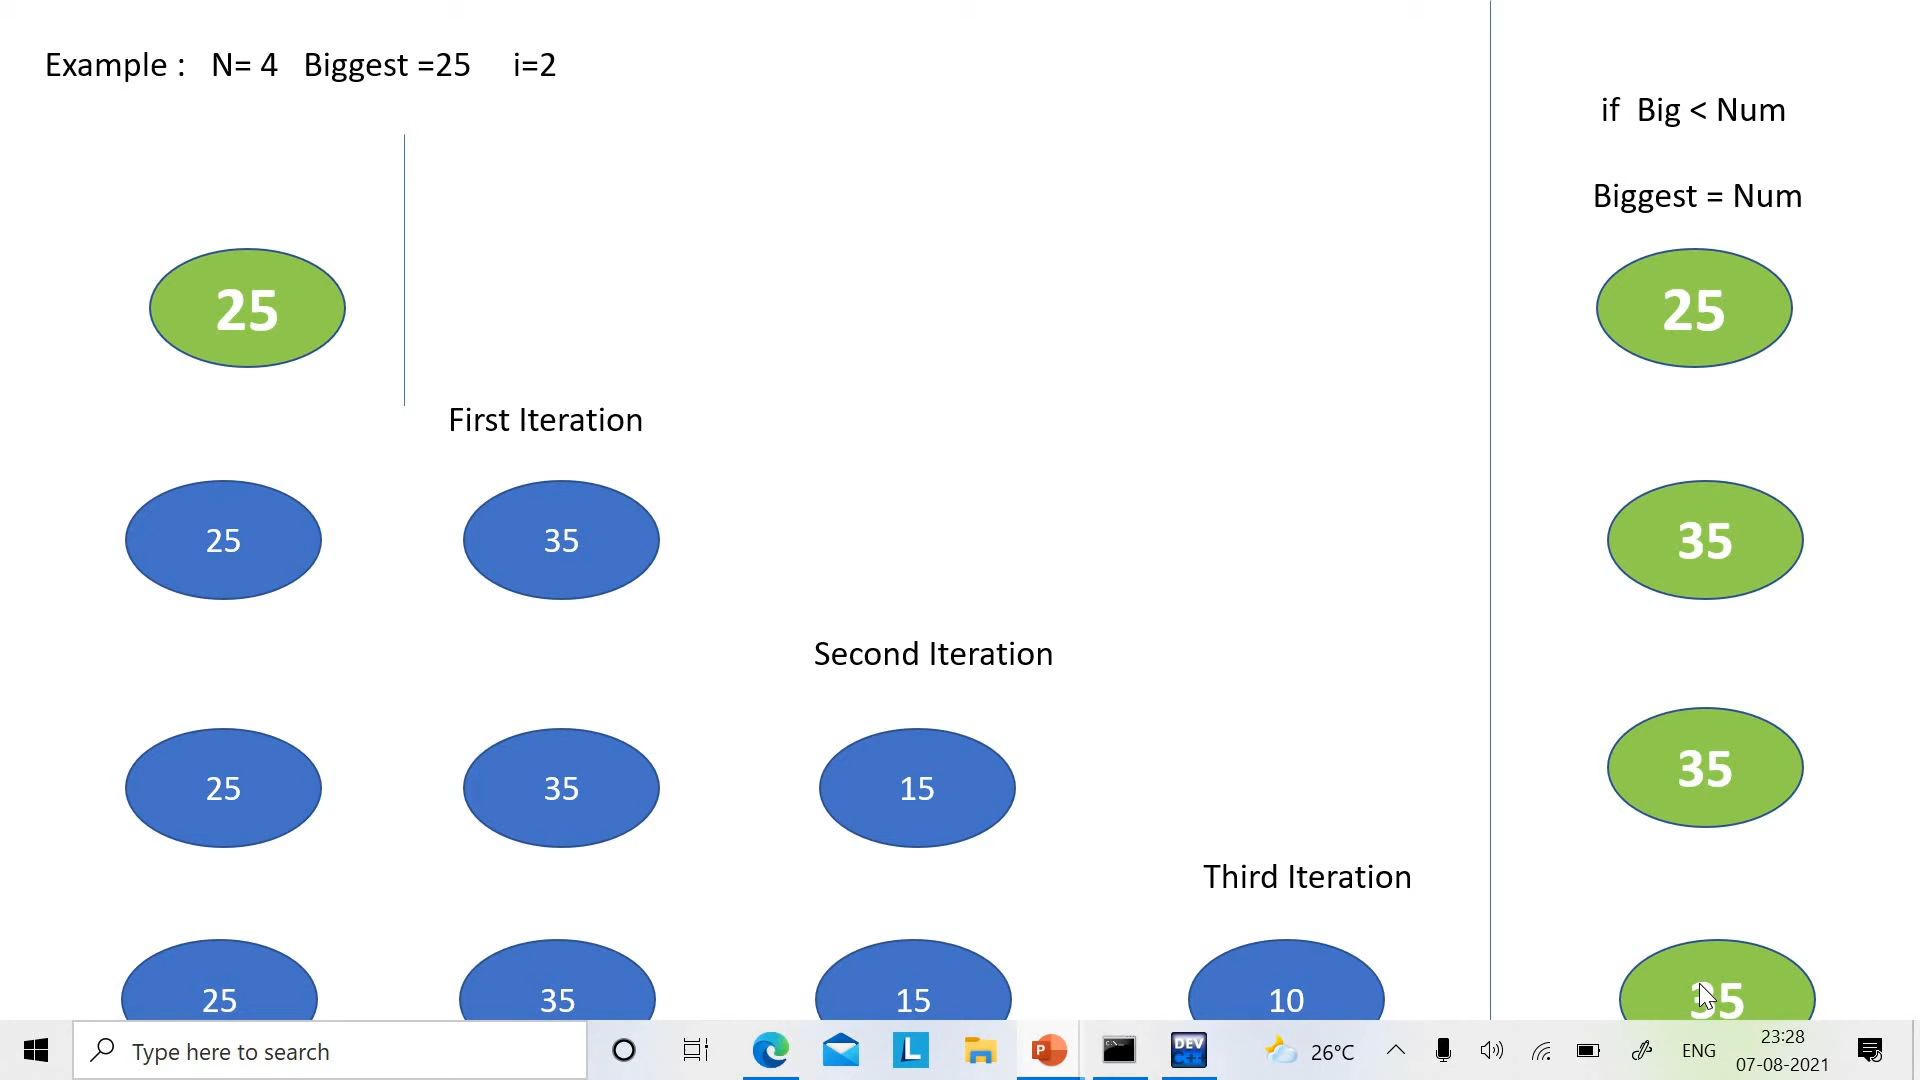 Example :   N= 4   Biggest =25     i=2
if  Big < Num
Biggest = Num
25
25
First Iteration
25
35
35
Second Iteration
25
35
15
35
Third Iteration
25
35
15
10
35
Type here to search
L
P
DEV
C++
26°C
ENG
23:28
07-08-2021